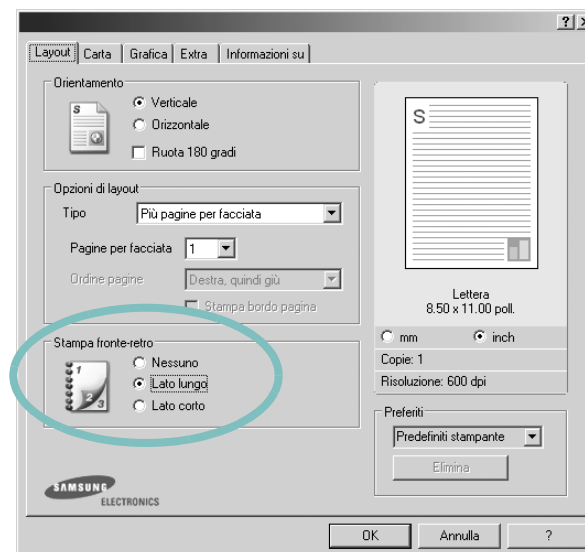 Layout Carta Grafica Extra Informazioni su
Orientamento
S
Verticale
Orizzontale
Ruota 180 gradi
Opzioni di layout
Tipo Più pagine per facciata
Pagine per facciata 1
Ordine pagine Destra, quindi giù
Stampa bordo pagina
Stampa fronte-retro
1 2 3
Nessuno
Lato lungo
Lato corto
SAMSUNG
ELECTRONICS
S
Lettera
8.50 x 11.00 poll.
mm inch
Copie: 1
Risoluzione: 600 dpi
Preferiti
Predefiniti stampante
Elimina
OK Annulla ?